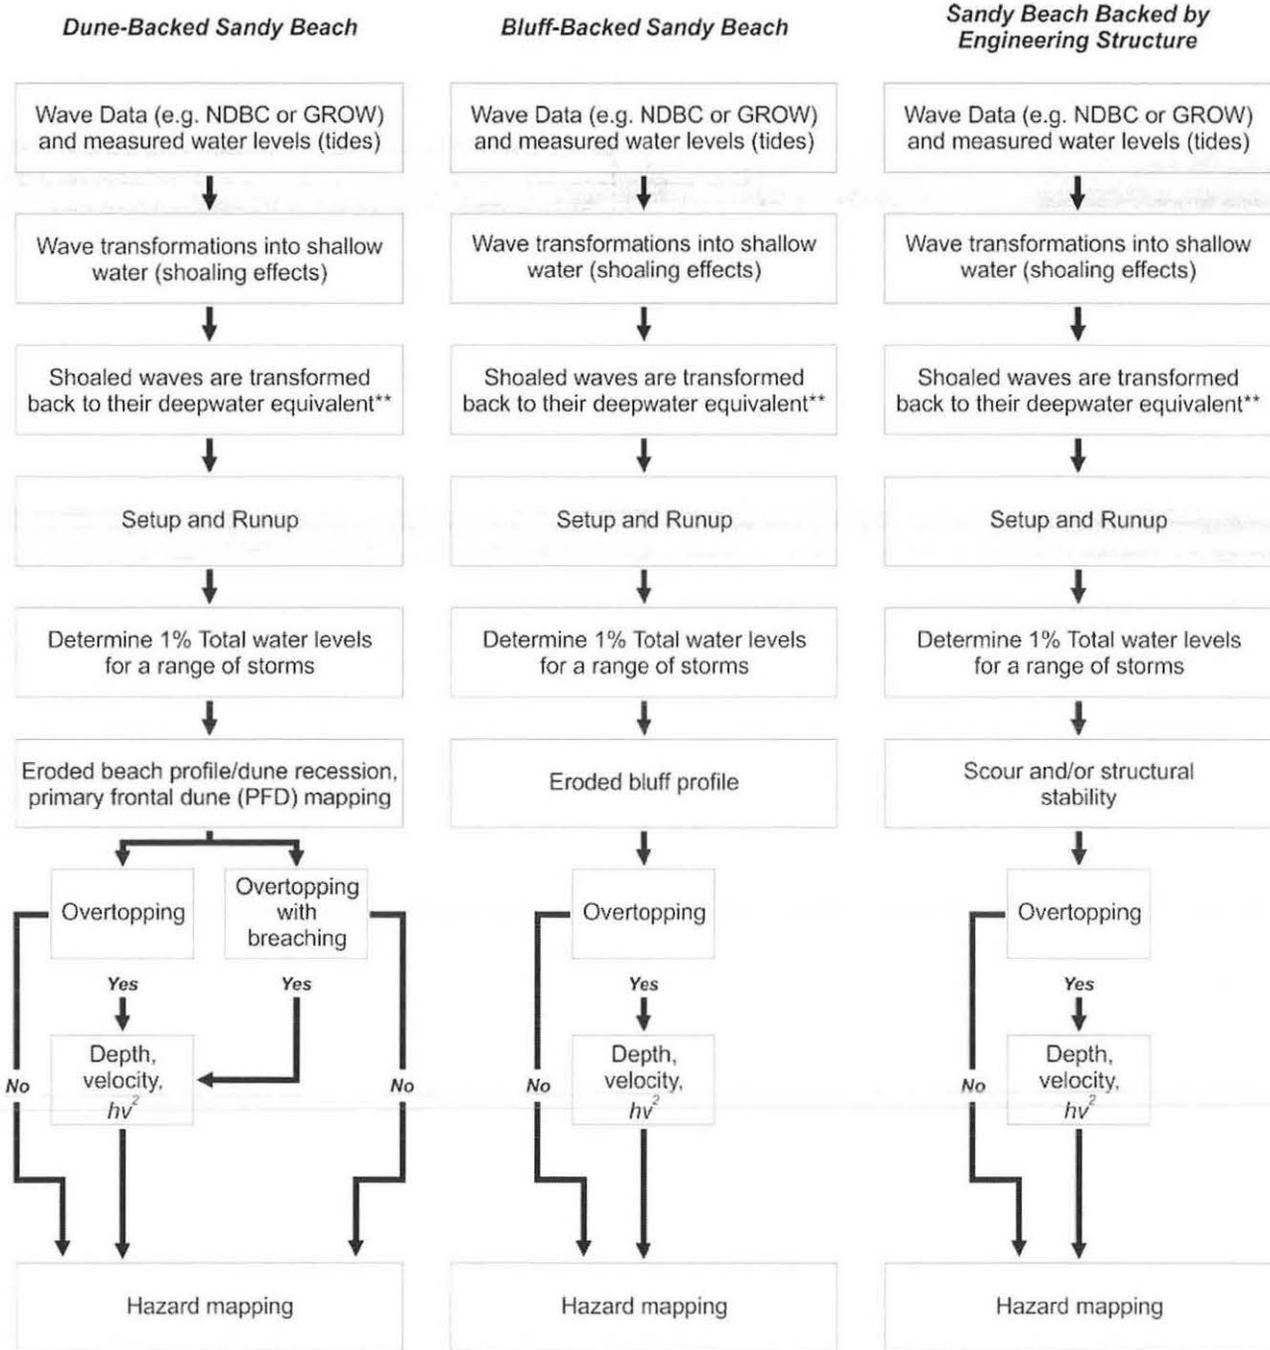 Dune-Backed Sandy Beach
Wave Data (e.g. NDBC or GROW)
and measured water levels (tides)
Wave transformations into shallow
water (shoaling effects)
Shoaled waves are transformed
back to their deepwater equivalent**
Setup and Runup
Determine 1% Total water levels
for a range of storms
Eroded beach profile/dune recession,
primary frontal dune (PFD) mapping
Overtopping
Overtopping
with
breaching
Yes
Yes
Depth,
velocity,
hv²
No
No
Hazard mapping
Bluff-Backed Sandy Beach
Wave Data (e.g. NDBC or GROW)
and measured water levels (tides)
Wave transformations into shallow
water (shoaling effects)
Shoaled waves are transformed
back to their deepwater equivalent**
Setup and Runup
Determine 1% Total water levels
for a range of storms
Eroded bluff profile
Overtopping
Yes
Depth,
velocity,
hv²
No
Hazard mapping
Sandy Beach Backed by
Engineering Structure
Wave Data (e.g. NDBC or GROW)
and measured water levels (tides)
Wave transformations into shallow
water (shoaling effects)
Shoaled waves are transformed
back to their deepwater equivalent**
Setup and Runup
Determine 1% Total water levels
for a range of storms
Scour and/or structural
stability
Overtopping
Yes
Depth,
velocity,
hv²
No
Hazard mapping